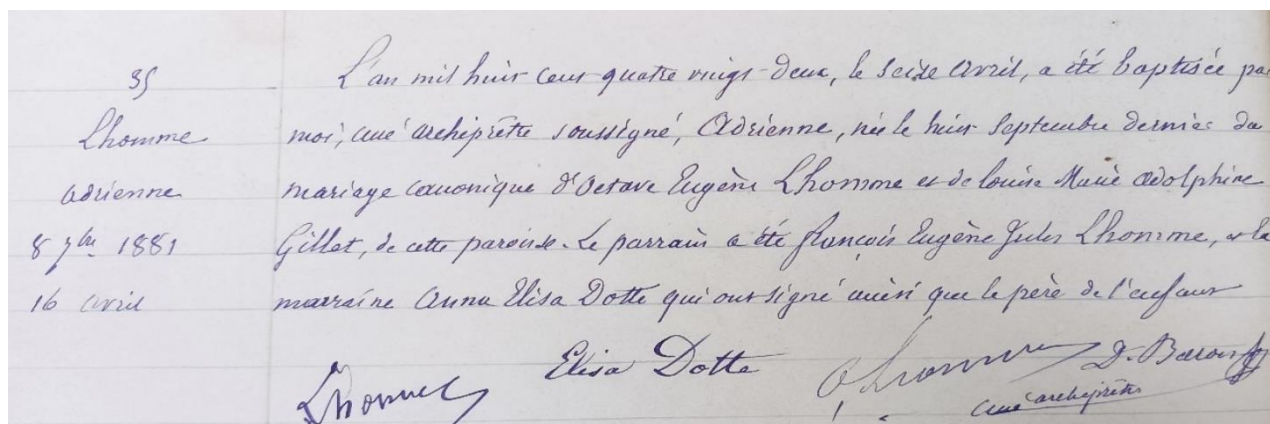 35
Lhomme
Adrienne
8 7bre 1881
16 avril
L'an mil huit cent quatre vingt-deux, le seize avril, a été baptisée par
moi, curé archiprêtre soussigné, Adrienne, née le huit Septembre dernier du
mariage canonique d'Octave Eugène Lhomme et de Louise Marie Adolphine
Gillet, de cette paroisse. Le parrain a été François Eugène Jules Lhomme, et la
marraine Anna Elisa Dotte qui ont signé ainsi que le père de l'enfant
Lhomme
Elisa Dotte
O Lhomme
D.
curé archiprêtre